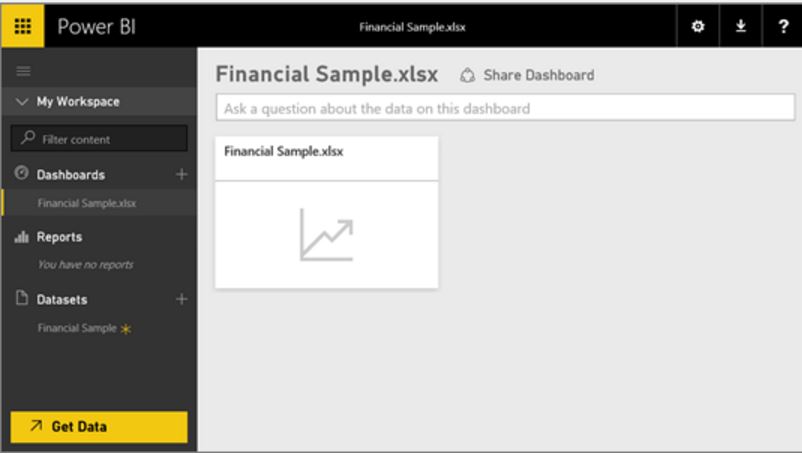 Power BI
Financial Sample.xlsx
?
My Workspace
Filter content
Dashboards
Financial Sample.xlsx
Reports
You have no reports
Datasets
Financial Sample
Get Data
Financial Sample.xlsx
Share Dashboard
Ask a question about the data on this dashboard
Financial Sample.xlsx